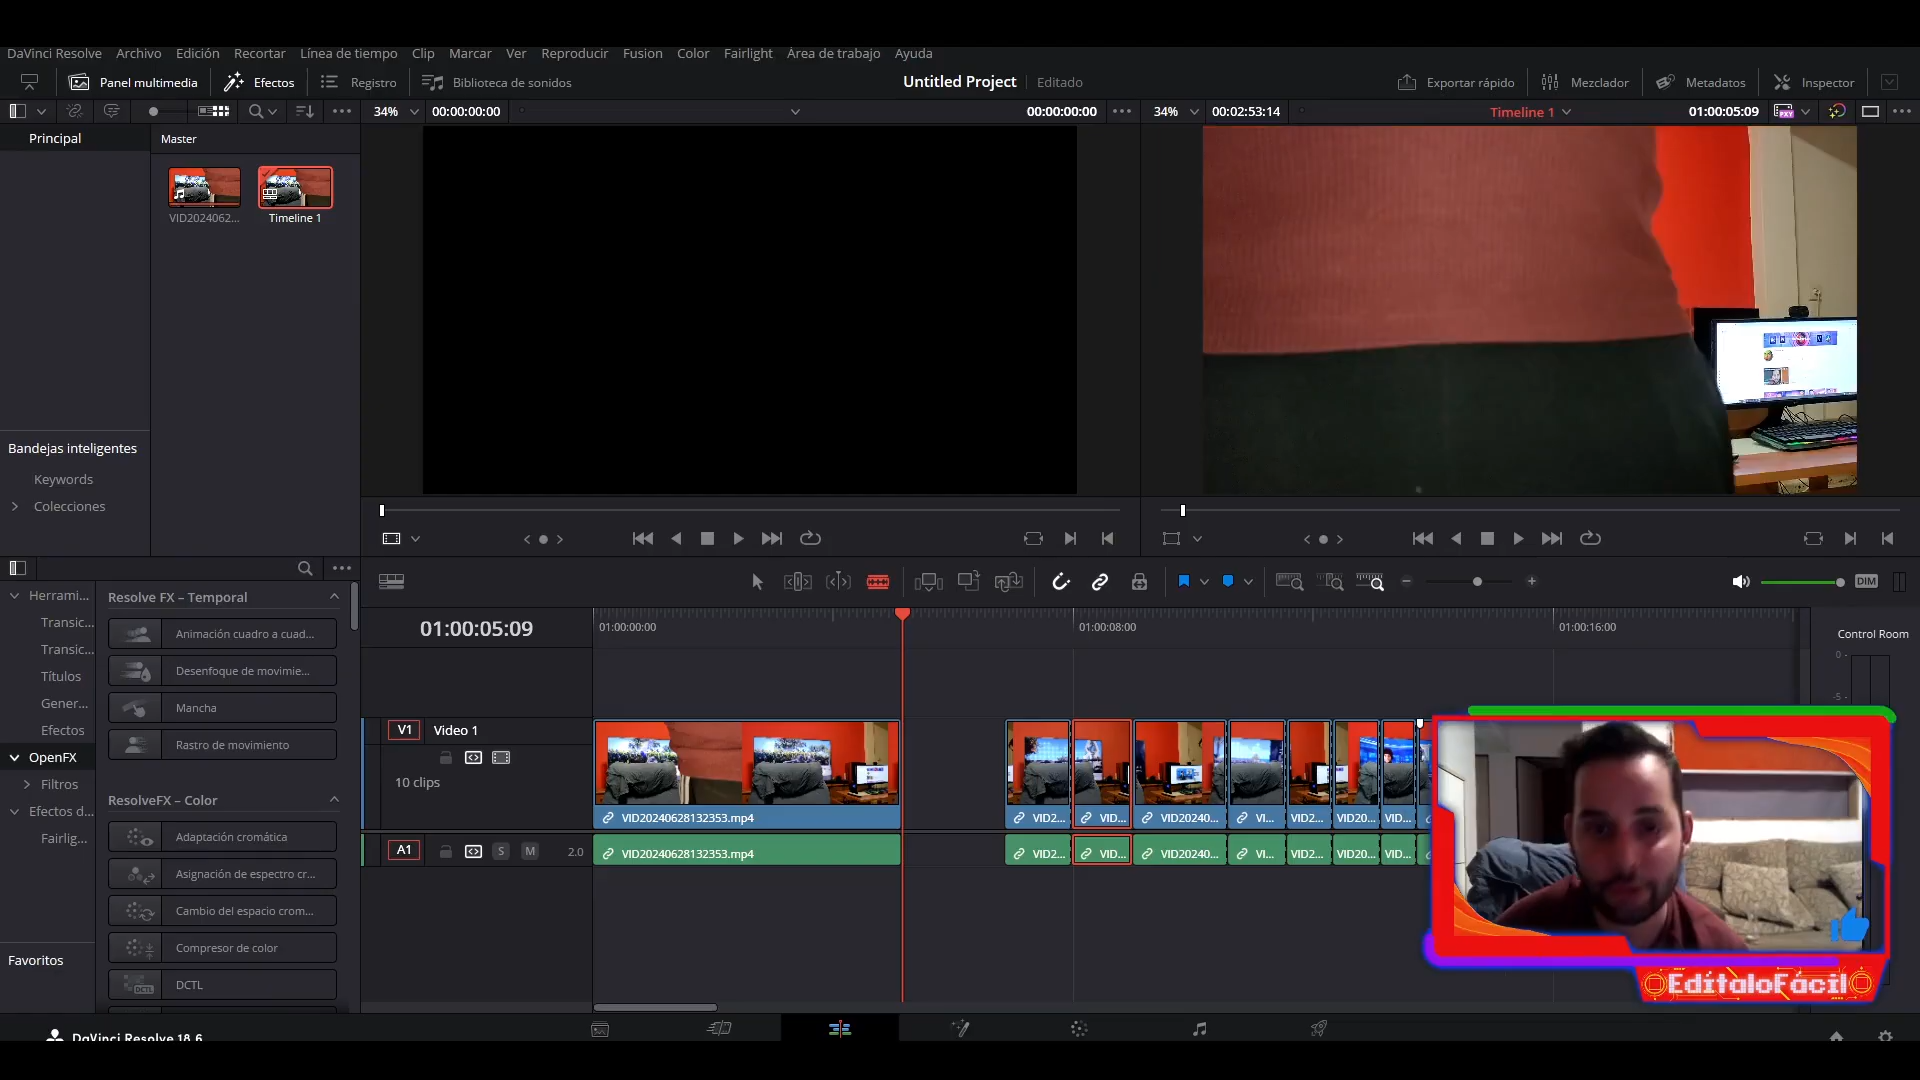 DaVinci Resolve Archivo Edición Recortar Línea de tiempo Clip Marcar Ver Reproducir Fusion Color Fairlight Área de trabajo Ayuda
Panel multimedia Efectos Registro Biblioteca de sonidos Untitled Project Editado Exportar rápido Mezclador Metadatos Inspector
34% 00:00:00:00 00:00:00:00 34% 00:02:53:14 Timeline 1 01:00:05:09
Principal
Master
VID2024062...
Timeline 1
Bandejas inteligentes
Keywords
Colecciones
Herrami...
Transic...
Transic...
Títulos
Gener...
Efectos
OpenFX
Filtros
Efectos d...
Fairlig...
Favoritos
Resolve FX – Temporal
Animación cuadro a cuad...
Desenfoque de movimie...
Mancha
Rastro de movimiento
ResolveFX – Color
Adaptación cromática
Asignación de espectro cr...
Cambio del espacio crom...
Compresor de color
DCTL
DIM
01:00:05:09
01:00:00:00 01:00:08:00 01:00:16:00
Control Room
0
-5
V1 Video 1
10 clips
VID20240628132353.mp4 VID2... VID... VID20240... VI... VID2... VID20... VID...
A1 S M 2.0
VID20240628132353.mp4 VID2... VID... VID20240... VI... VID2... VID20... VID...
EditaloFácil
DaVinci Resolve 18.6